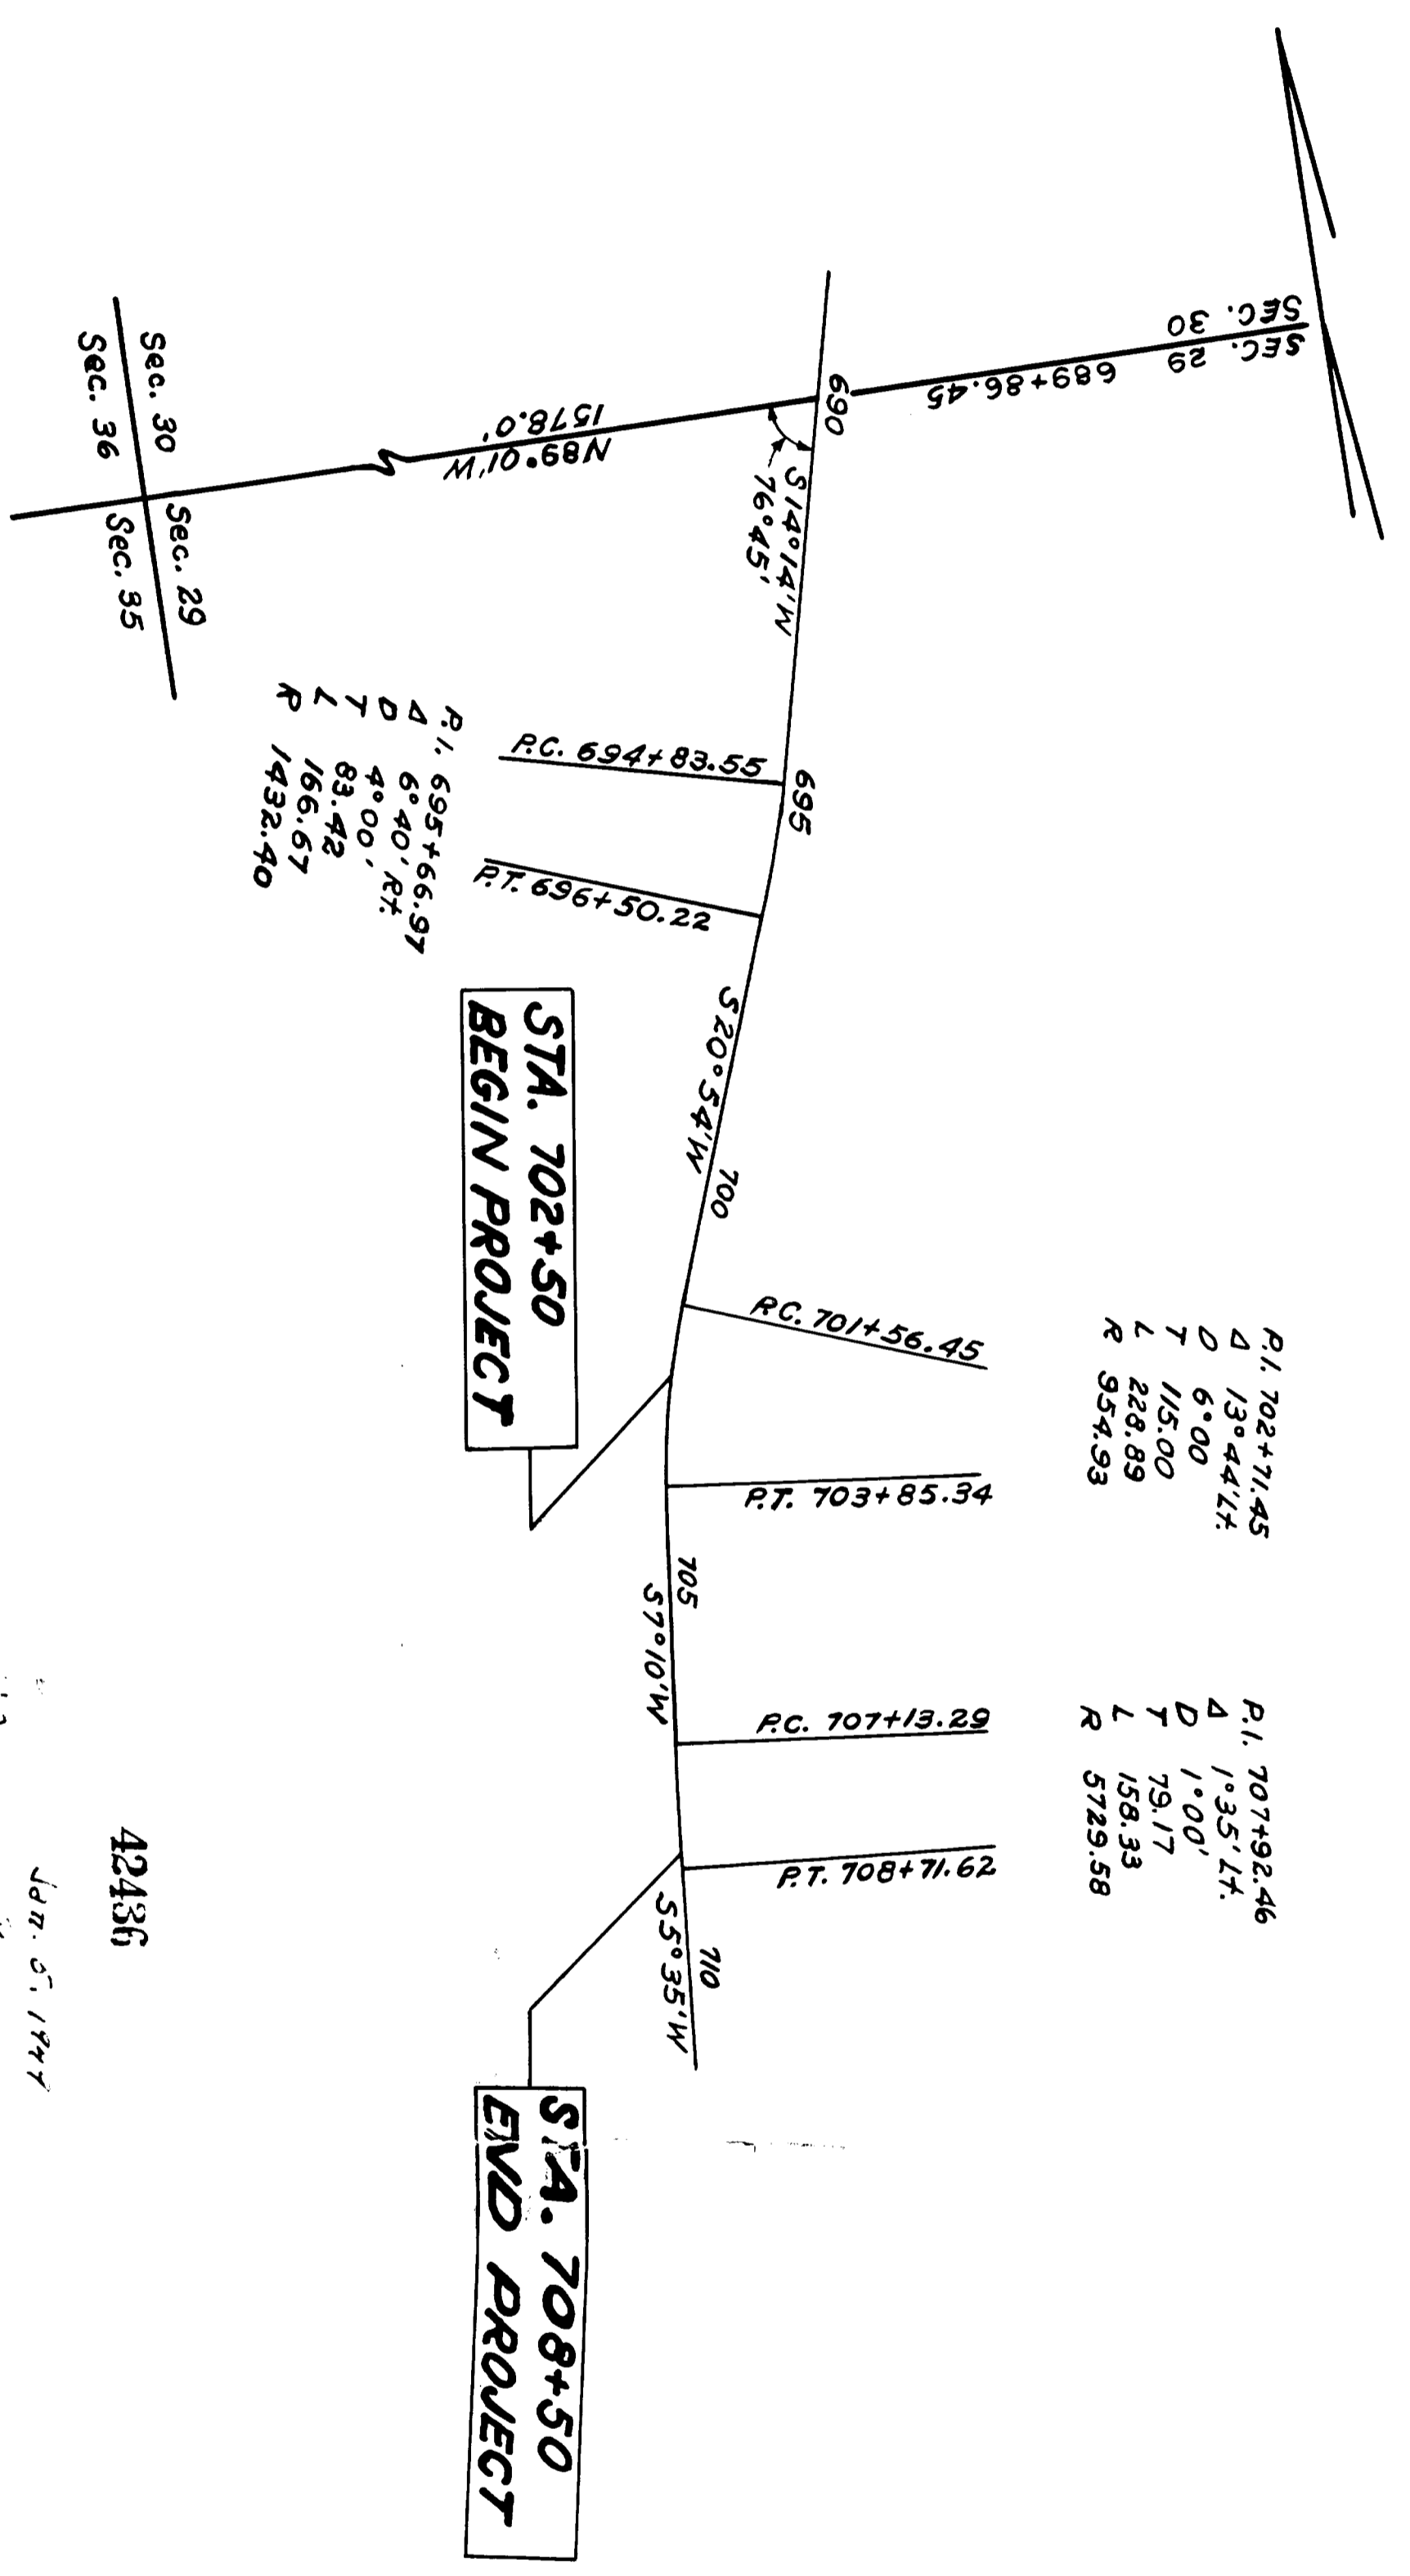 SEC. 30
SEC. 29
689+86.45
690
1578.0'
N89°01'W
S14°14'W
76°45'
Sec. 30
Sec. 29
Sec. 36
Sec. 35
P.C. 694+83.55
695
P.T. 696+50.22
P.I. 695+66.97
Δ 6°40' Rt.
D 4°00'
T 83.42
L 166.67
R 1432.40
S20°54'W
700
STA. 702+50
BEGIN PROJECT
P.C. 701+56.45
P.T. 703+85.34
P.I. 702+71.45
Δ 13°44' Lt.
D 6°00
T 115.00
L 228.89
R 954.93
705
S7°10'W
P.C. 707+13.29
P.T. 708+71.62
P.I. 707+92.46
Δ 1°35' Lt.
D 1°00'
T 79.17
L 158.33
R 5729.58
710
S5°35'W
STA. 708+50
END PROJECT
42436
Jan. 5,